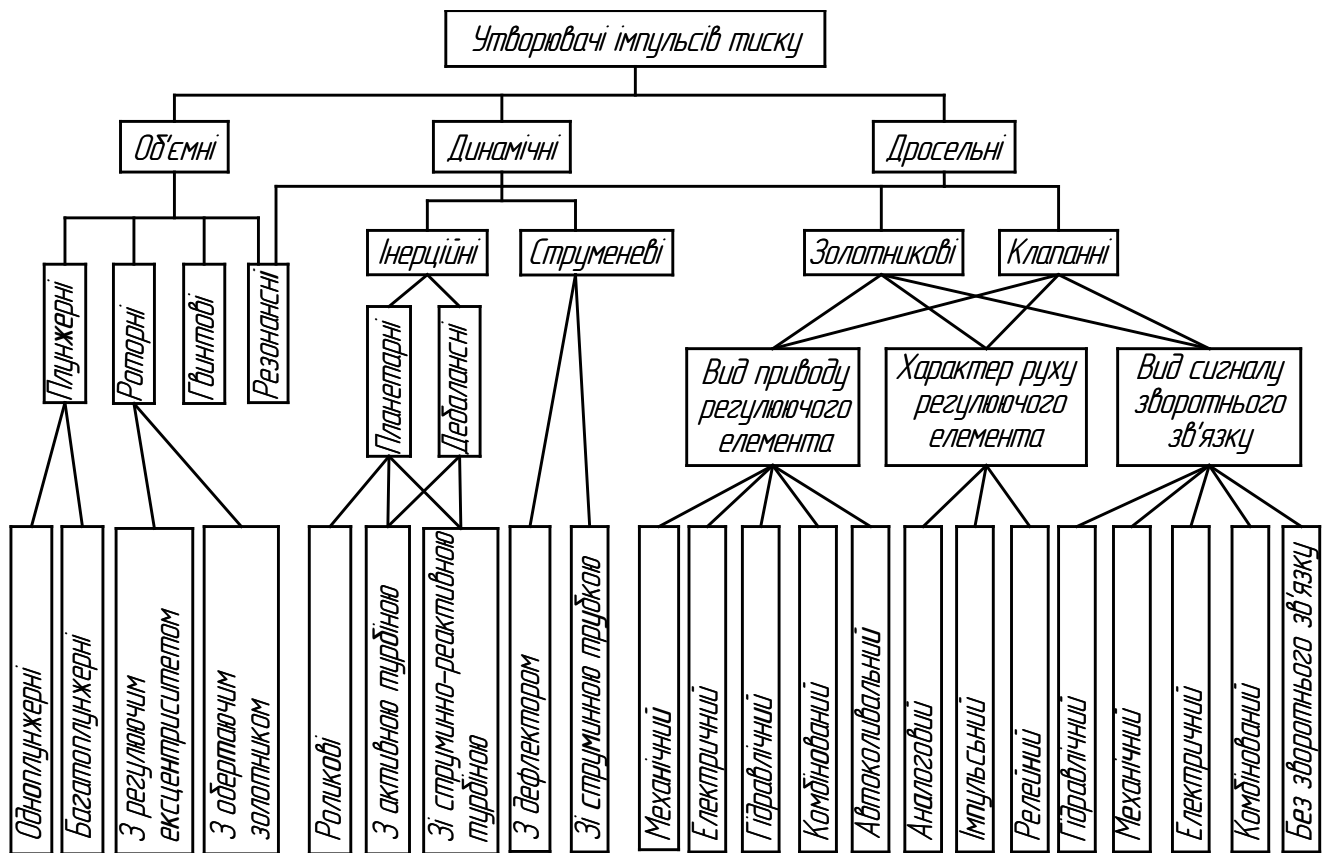 Утворювачі імпульсів тиску
Об'ємні
Динамічні
Дросельні
Плунжерні
Роторні
Гвинтові
Резонансні
Інерційні
Струменеві
Золотникові
Клапанні
Планетарні
Дебалансні
Вид приводу
регулюючого
елемента
Характер руху
регулюючого
елемента
Вид сигналу
зворотнього
зв'язку
Одноплунжерні
Багатоплунжерні
З регулюючим
ексцентриситетом
З обертаючим
золотником
Роликові
З активною турбіною
Зі струминно-реактивною
турбіною
З дефлектором
Зі струминною трубкою
Механічний
Електричний
Гідравлічний
Комбінований
Автоколивальний
Аналоговий
Імпульсьний
Релейний
Гідравлічний
Механічний
Електричний
Комбінований
Без зворотнього зв'язку